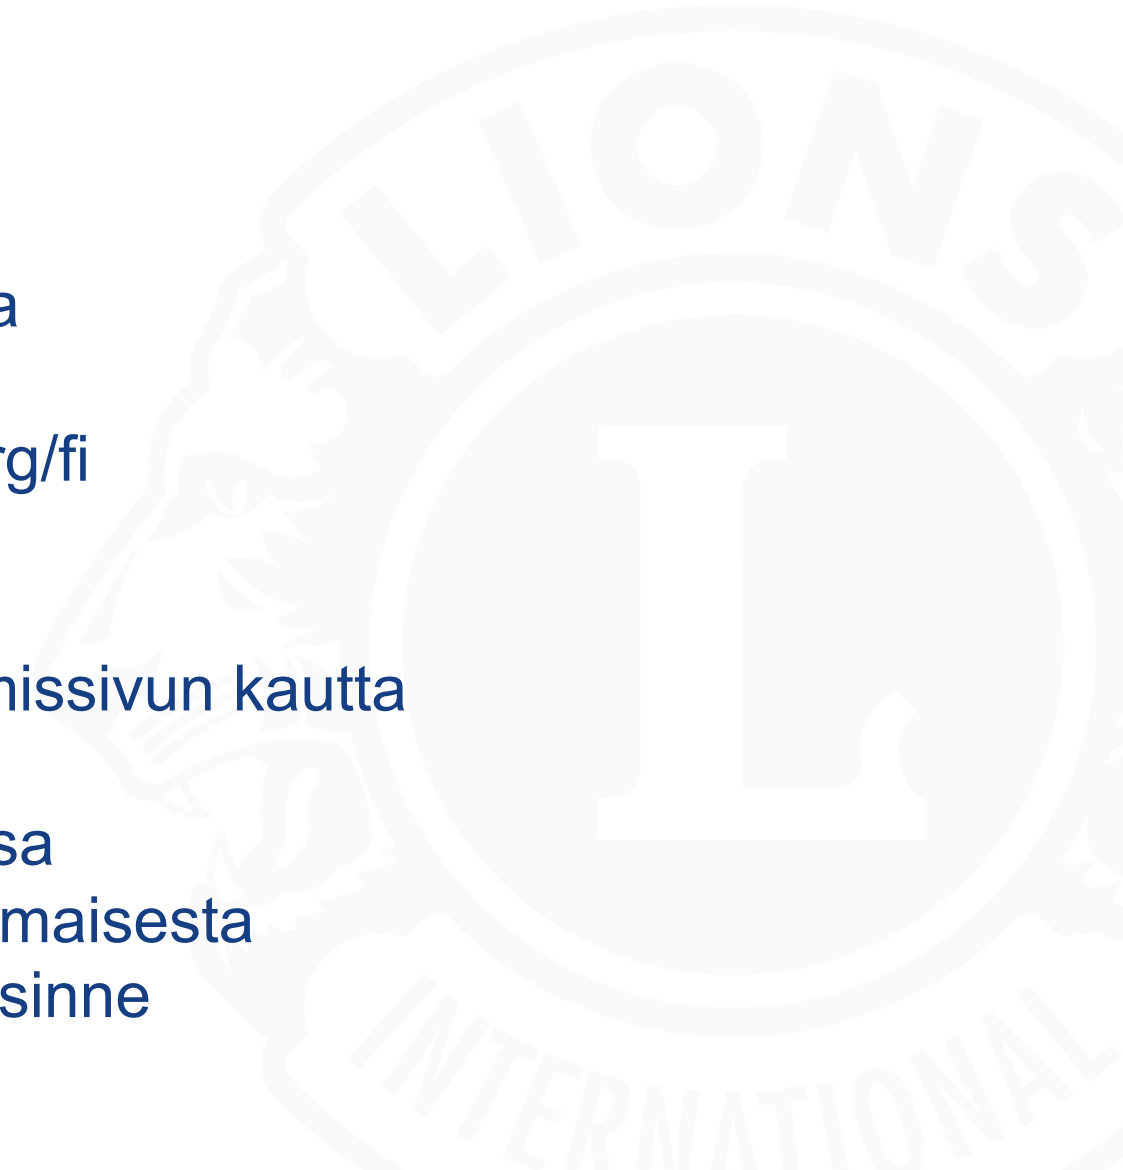 LIONS
a
rg/fi
nissivun kautta
sa
maisesta
sinne
INTERNATIONAL